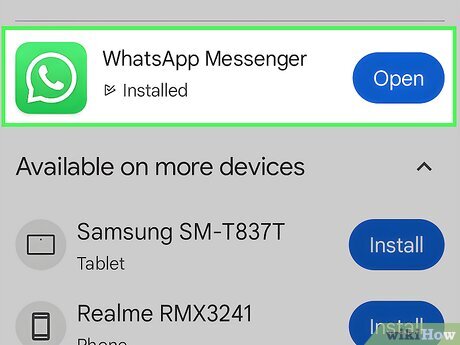 WhatsApp Messenger
Installed
Open
Available on more devices
Samsung SM-T837T
Tablet
Install
Realme RMX3241
Phone
Install
wikiHow